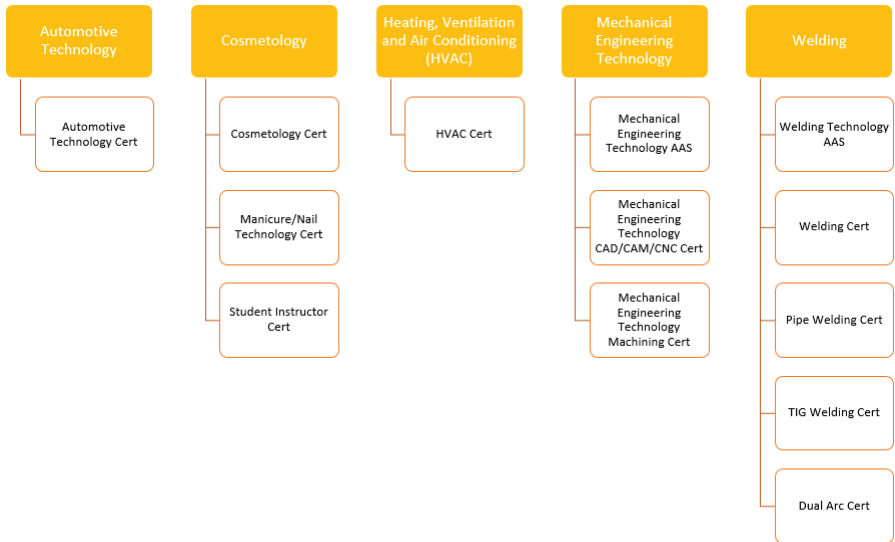 Automotive
Technology
Automotive
Technology Cert
Cosmetology
Cosmetology Cert
Manicure/Nail
Technology Cert
Student Instructor
Cert
Heating, Ventilation
and Air Conditioning
(HVAC)
HVAC Cert
Mechanical
Engineering
Technology
Mechanical
Engineering
Technology AAS
Mechanical
Engineering
Technology
CAD/CAM/CNC Cert
Mechanical
Engineering
Technology
Machining Cert
Welding
Welding Technology
AAS
Welding Cert
Pipe Welding Cert
TIG Welding Cert
Dual Arc Cert